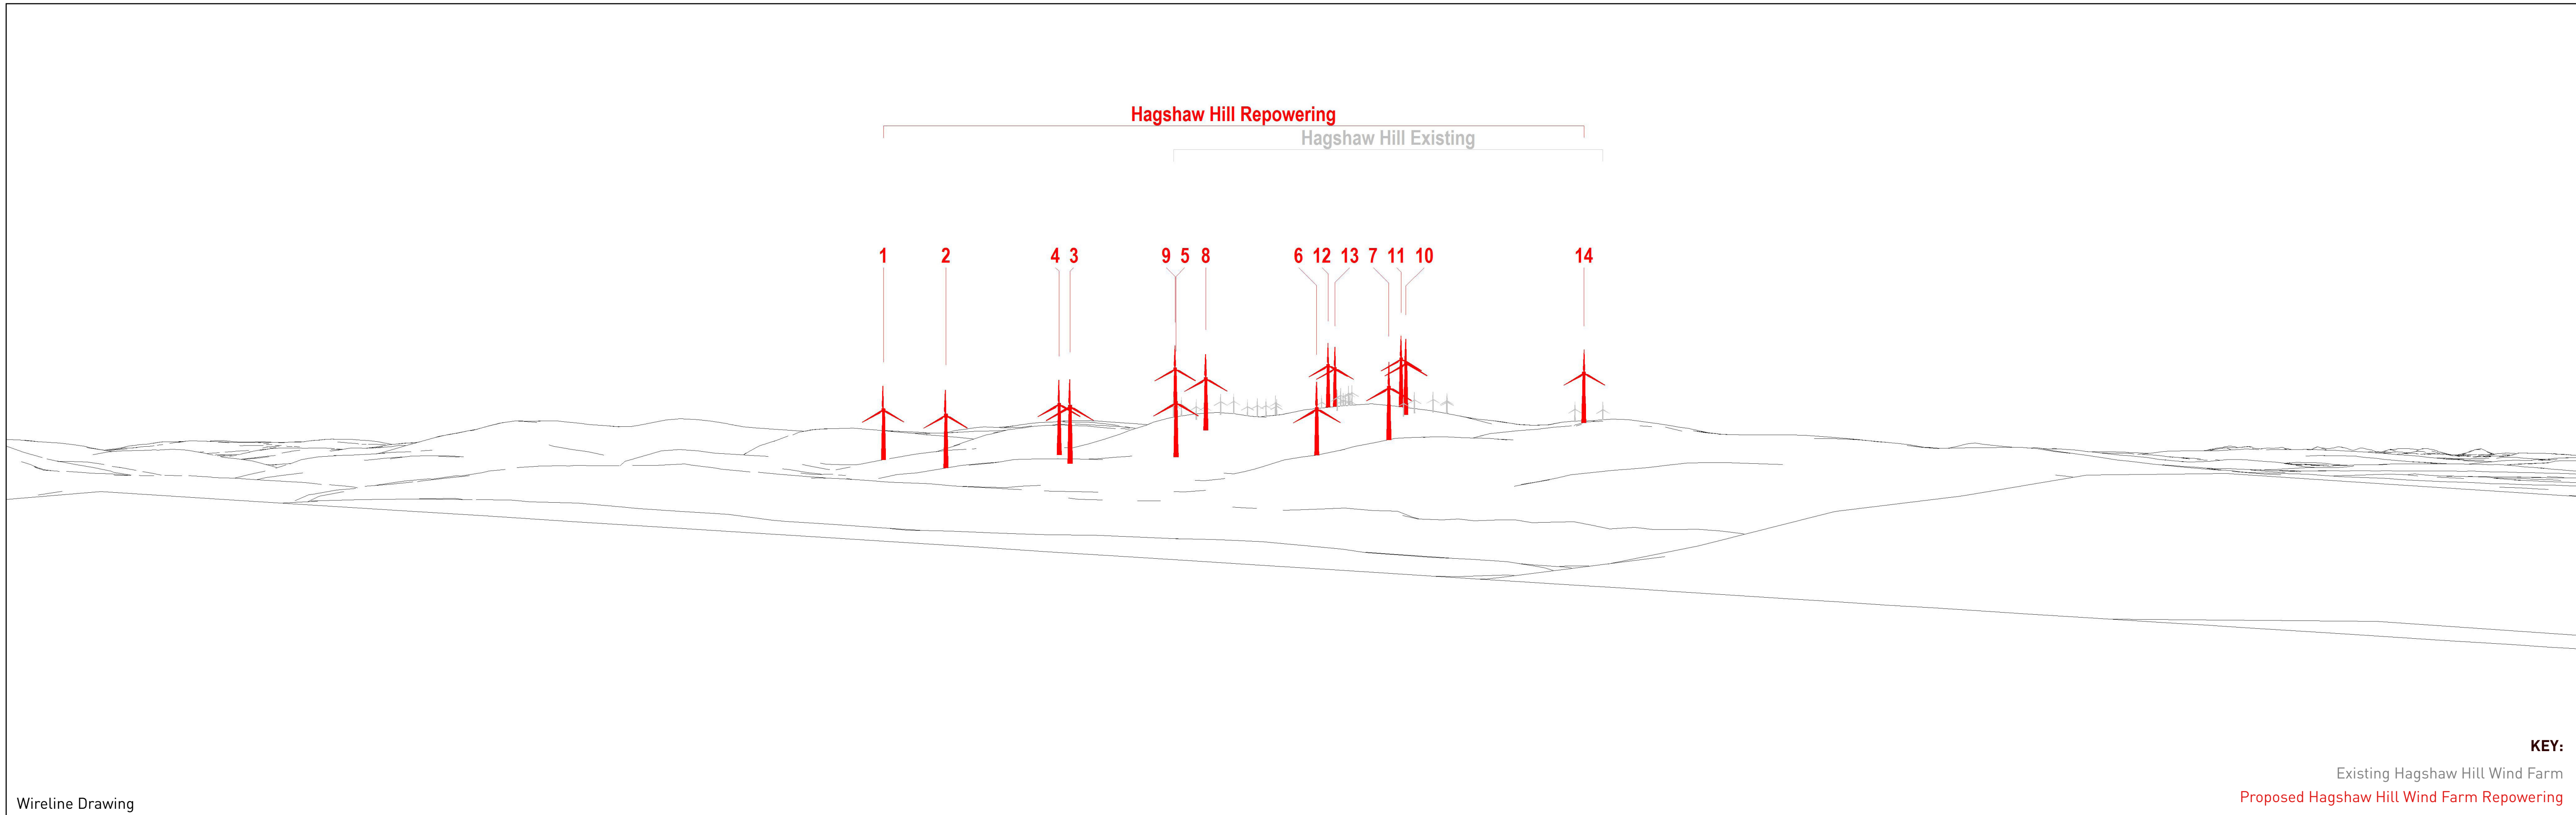 Hagshaw Hill Repowering
Hagshaw Hill Existing
1 2 4 3 9 5 8 6 12 13 7 11 10 14
KEY:
Existing Hagshaw Hill Wind Farm
Proposed Hagshaw Hill Wind Farm Repowering
Wireline Drawing